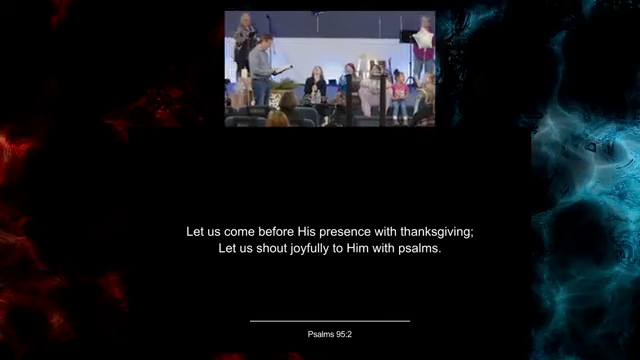 Let us come before His presence with thanksgiving;
Let us shout joyfully to Him with psalms.
Psalms 95:2